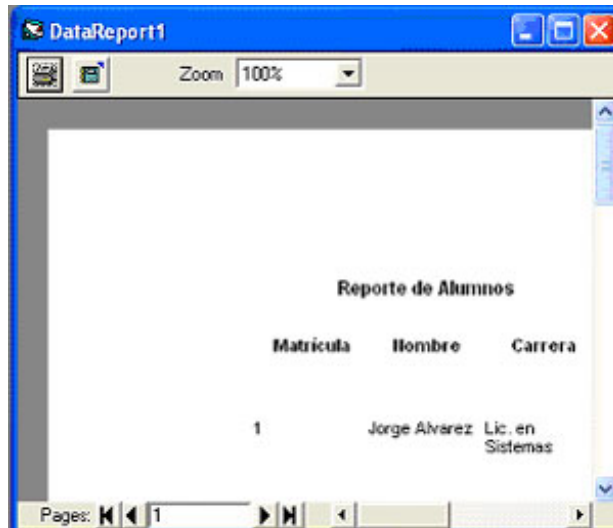 DataReport1
Zoom 100%
Reporte de Alumnos
Matrícula Nombre Carrera
1 Jorge Alvarez Lic. en
Sistemas
Pages: 1